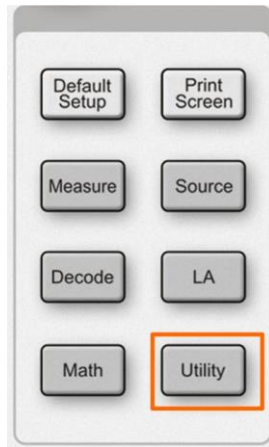 Default
Setup
Print
Screen
Measure
Source
Decode
LA
Math
Utility